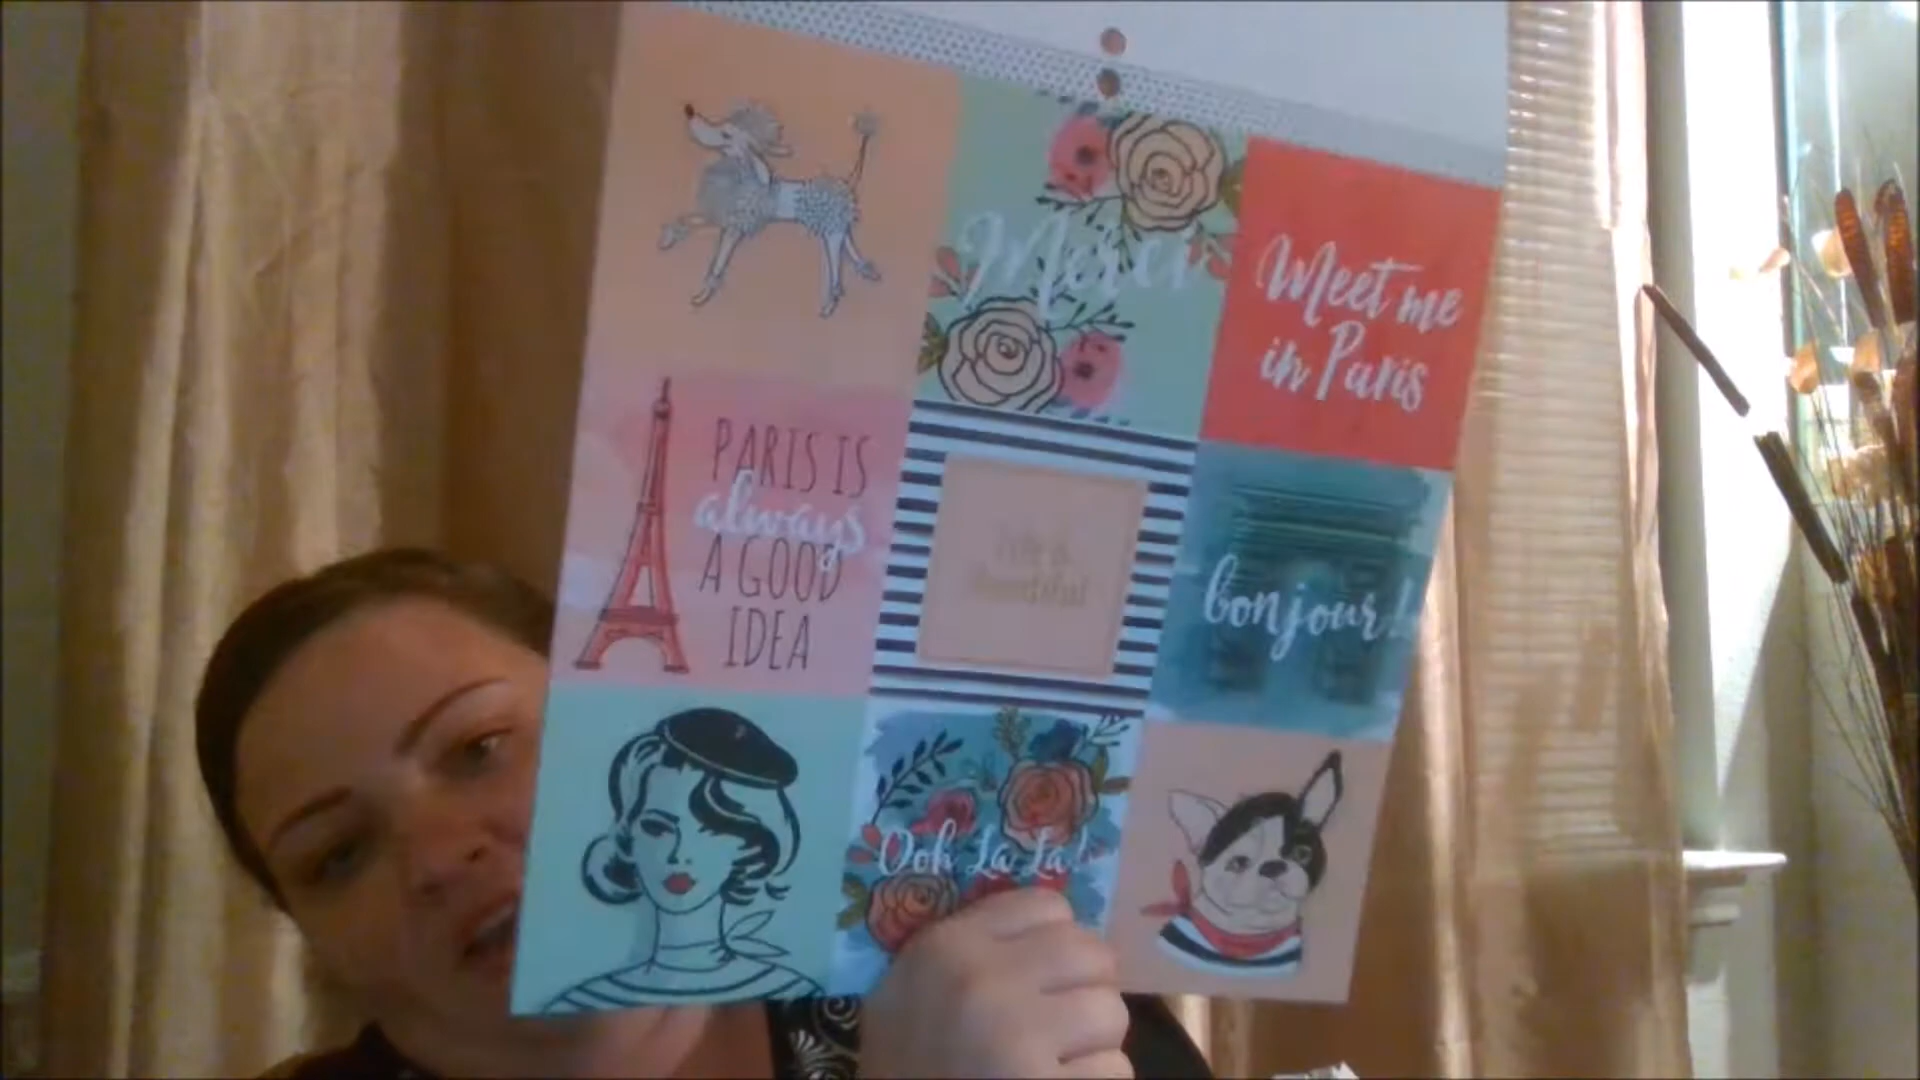 Merci
Meet me
in Paris
PARIS IS
always
A GOOD
IDEA
bonjour!
Ooh La La!